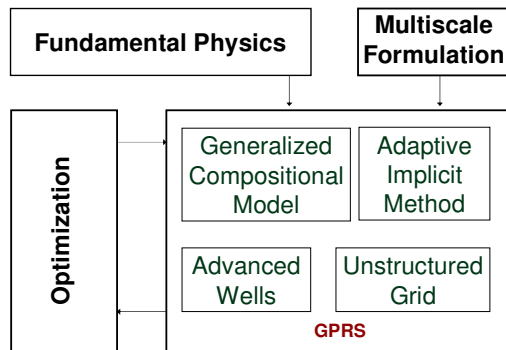 Fundamental Physics
Multiscale
Formulation
Optimization
Generalized
Compositional
Model
Adaptive
Implicit
Method
Advanced
Wells
Unstructured
Grid
GPRS